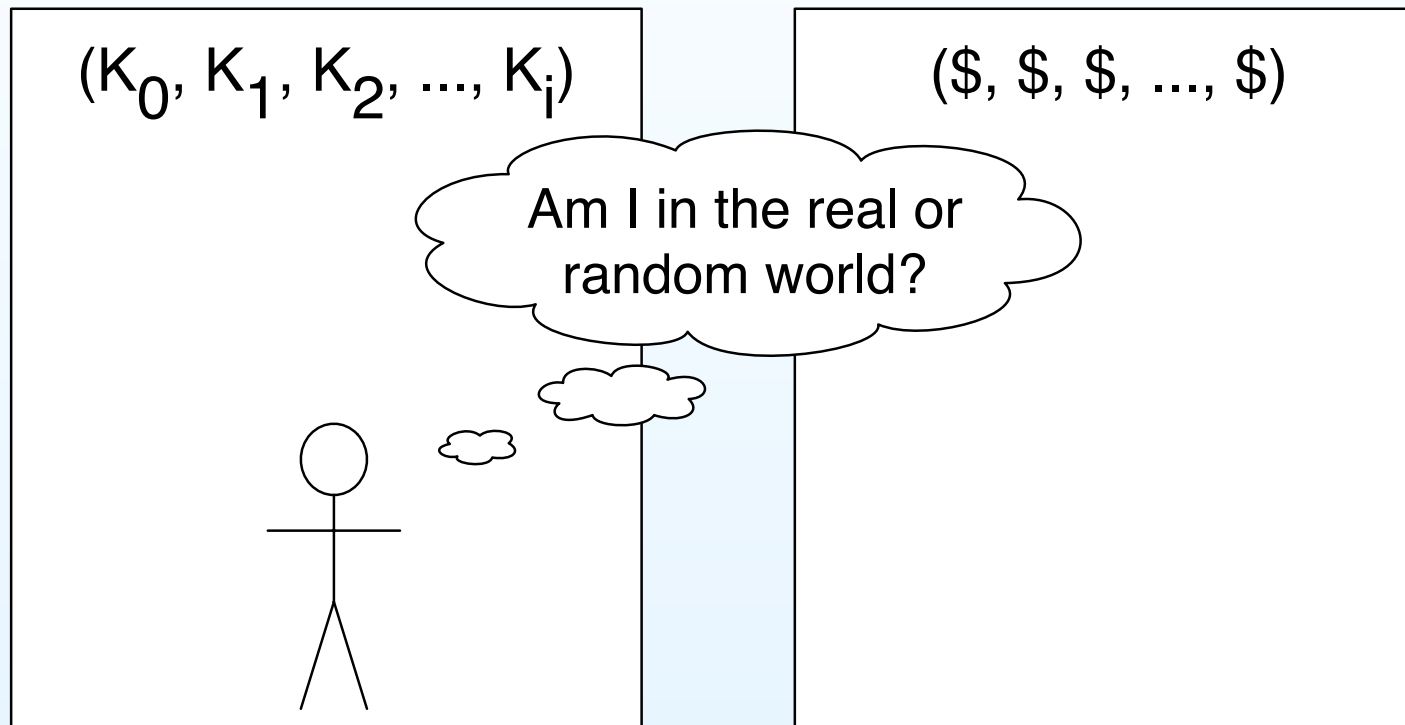 (K0, K1, K2, ..., Ki)
($, $, $, ..., $)
Am I in the real or
random world?